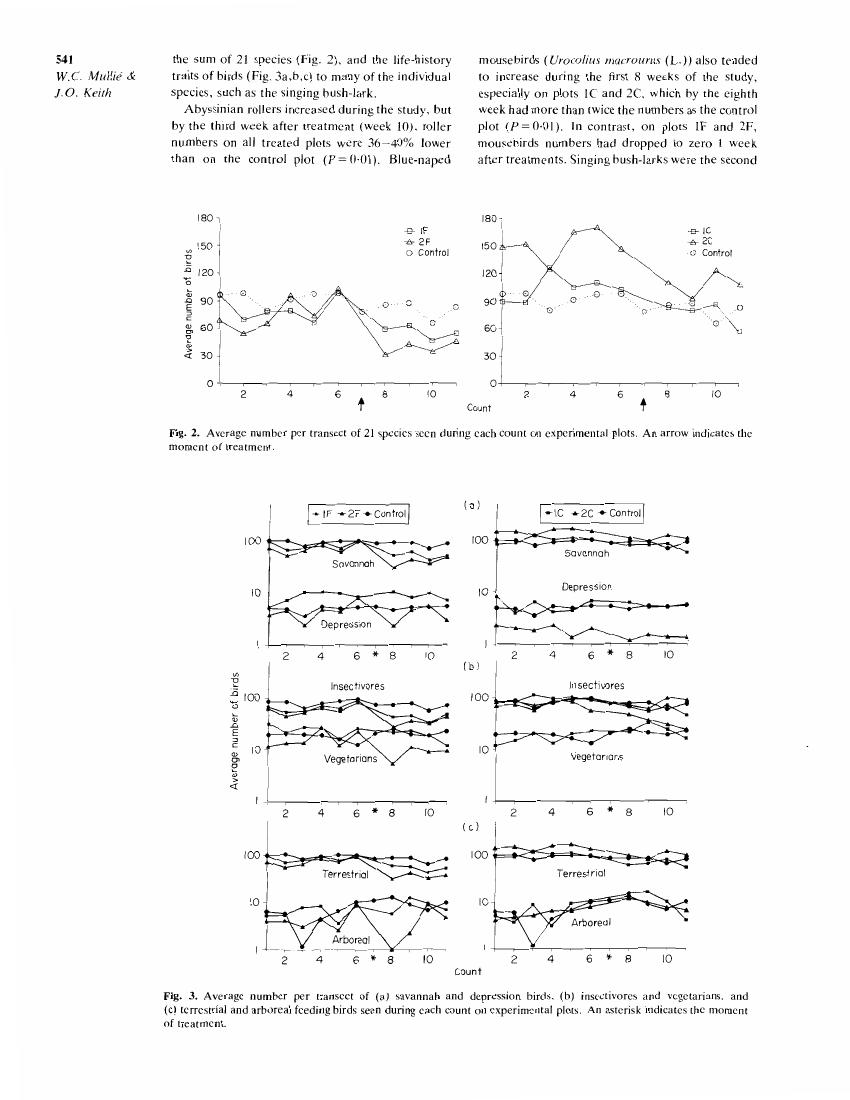 541
W.C. Mullié &
J.O. Keith
the sum of 21 species (Fig. 2), and the life-history
traits of birds (Fig. 3a,b,c) to many of the individual
species, such as the singing bush-lark.
Abyssinian rollers increased during the study, but
by the third week after treatment (week 10), roller
numbers on all treated plots were 36–40% lower
than on the control plot (P = 0·01). Blue-naped
mousebirds (Urocolius macrourus (L.)) also tended
to increase during the first 8 weeks of the study,
especially on plots 1C and 2C, which by the eighth
week had more than twice the numbers as the control
plot (P = 0·01). In contrast, on plots 1F and 2F,
mousebirds numbers had dropped to zero 1 week
after treatments. Singing bush-larks were the second
Average number of birds
180
150
120
90
60
30
0
1F
2F
Control
2 4 6 8 10
180
150
120
90
60
30
0
1C
2C
Control
2 4 6 8 10
Count
Fig. 2. Average number per transect of 21 species seen during each count on experimental plots. An arrow indicates the
moment of treatment.
(a)
1F 2F Control
100
10
1
Savannah
Depression
2 4 6 * 8 10
1C 2C Control
100
10
1
Savannah
Depression
2 4 6 * 8 10
(b)
Average number of birds
100
10
1
Insectivores
Vegetarians
2 4 6 * 8 10
100
10
1
Insectivores
Vegetarians
2 4 6 * 8 10
(c)
100
10
1
Terrestrial
Arboreal
2 4 6 * 8 10
100
10
1
Terrestrial
Arboreal
2 4 6 * 8 10
Count
Fig. 3. Average number per transect of (a) savannah and depression birds, (b) insectivores and vegetarians, and
(c) terrestrial and arboreal feeding birds seen during each count on experimental plots. An asterisk indicates the moment
of treatment.